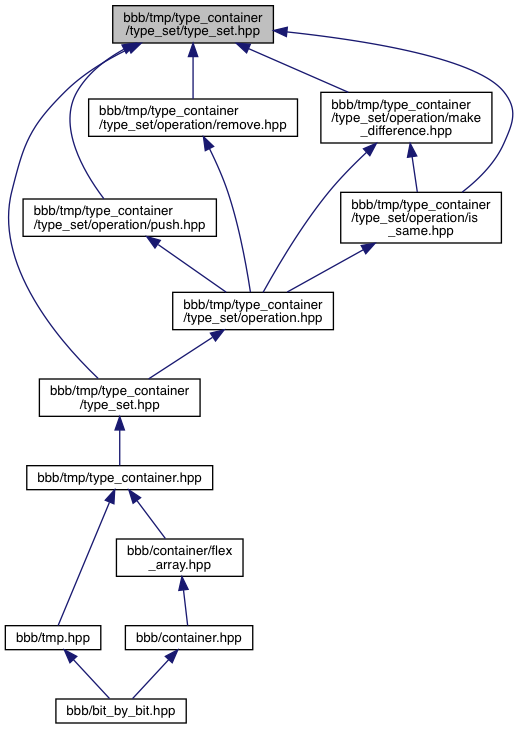 bbb/tmp/type_container
/type_set/type_set.hpp
bbb/tmp/type_container
/type_set/operation/remove.hpp
bbb/tmp/type_container
/type_set/operation/make
_difference.hpp
bbb/tmp/type_container
/type_set/operation/push.hpp
bbb/tmp/type_container
/type_set/operation/is
_same.hpp
bbb/tmp/type_container
/type_set/operation.hpp
bbb/tmp/type_container
/type_set.hpp
bbb/tmp/type_container.hpp
bbb/container/flex
_array.hpp
bbb/tmp.hpp
bbb/container.hpp
bbb/bit_by_bit.hpp